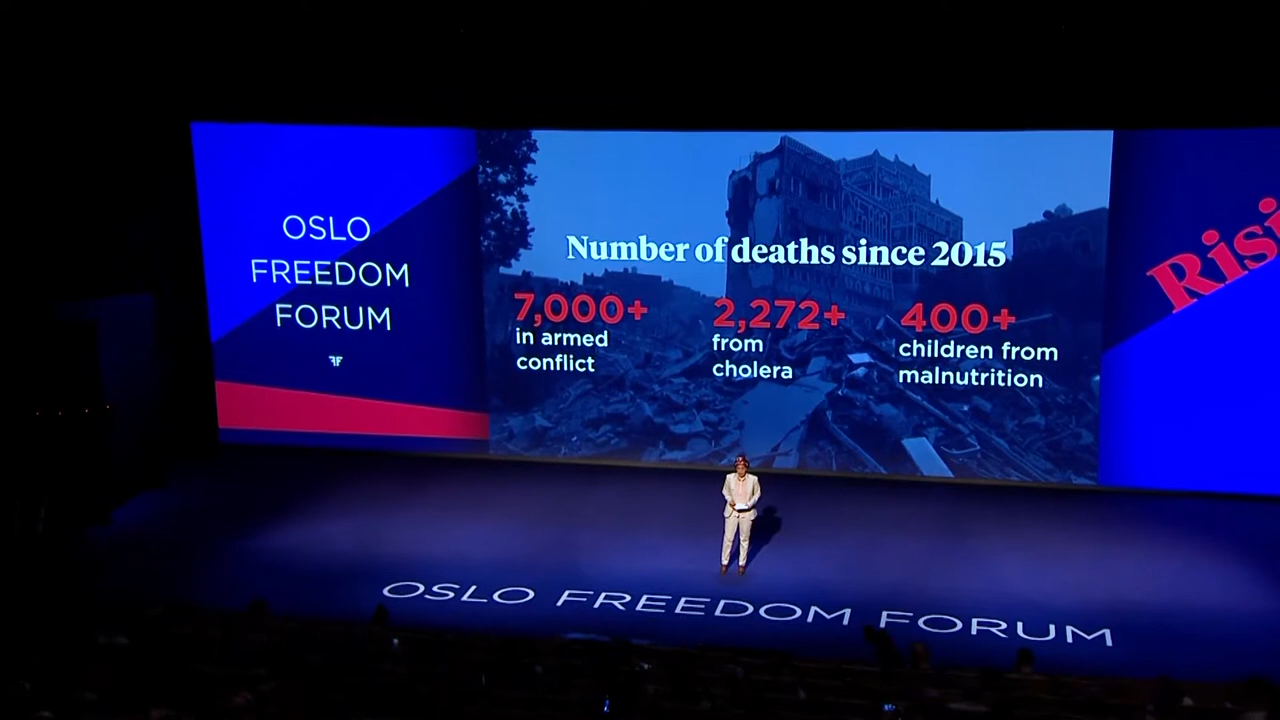 OSLO
FREEDOM
FORUM
Number of deaths since 2015
7,000+
in armed
conflict
2,272+
from
cholera
400+
children from
malnutrition
Risi
OSLO FREEDOM FORUM